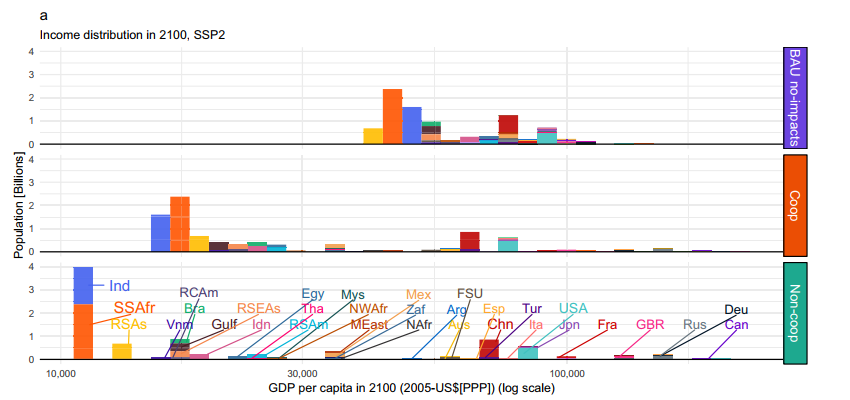 a
Income distribution in 2100, SSP2
Population [Billions]
4
3
2
1
0
BAU no-impacts
4
3
2
1
0
Coop
4
3
2
1
0
Non-coop
Ind
RCAm Egy Mys Mex FSU
SSAfr Bra RSEAs Tha NWAfr Zaf Arg Esp Tur USA Deu
RSAs Vnm Gulf Idn RSAm MEast NAfr Aus Chn Ita Jpn Fra GBR Rus Can
10,000 30,000 100,000
GDP per capita in 2100 (2005-US$[PPP]) (log scale)